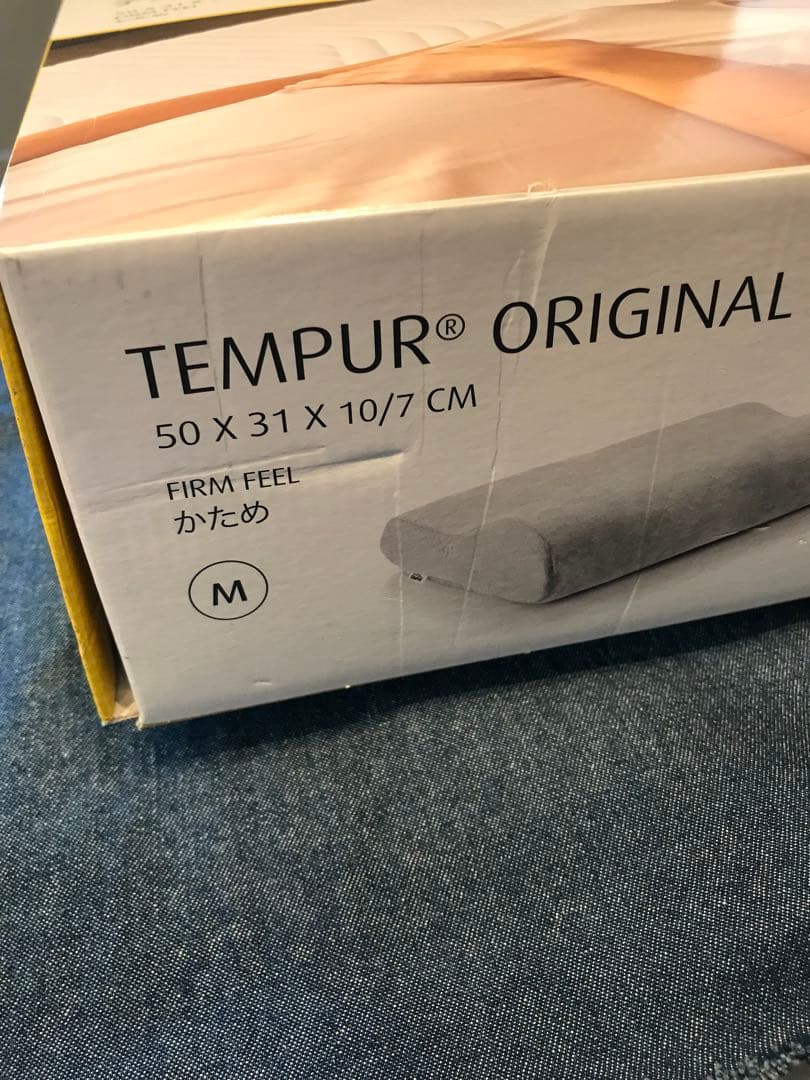 TEMPUR® ORIGINAL
50 X 31 X 10/7 CM
FIRM FEEL
かため
M